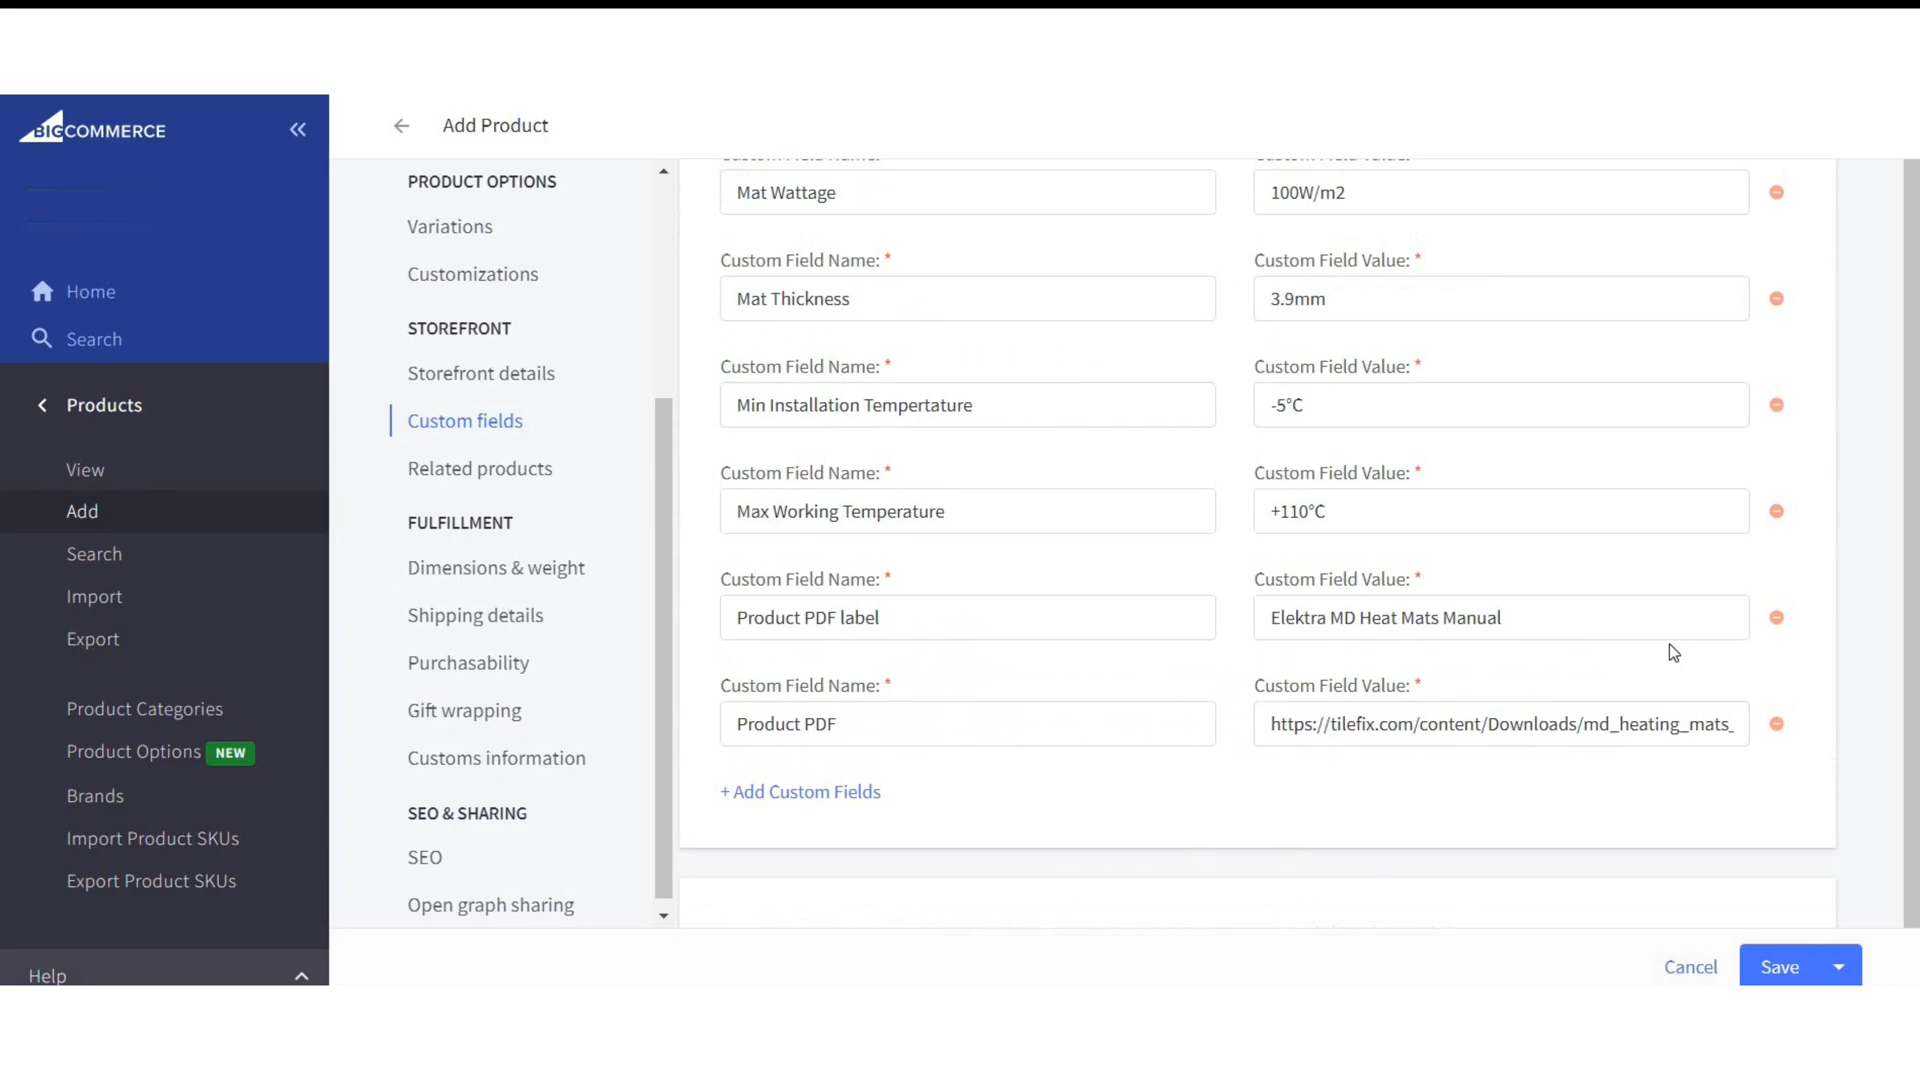 BIGCOMMERCE
Add Product
Home
Search
Products
View
Add
Search
Import
Export
Product Categories
Product Options NEW
Brands
Import Product SKUs
Export Product SKUs
Help
PRODUCT OPTIONS
Variations
Customizations
STOREFRONT
Storefront details
Custom fields
Related products
FULFILLMENT
Dimensions & weight
Shipping details
Purchasability
Gift wrapping
Customs information
SEO & SHARING
SEO
Open graph sharing
Custom Field Name: Custom Field Value:
Mat Wattage 100W/m2
Custom Field Name: * Custom Field Value: *
Mat Thickness 3.9mm
Custom Field Name: * Custom Field Value: *
Min Installation Tempertature -5°C
Custom Field Name: * Custom Field Value: *
Max Working Temperature +110°C
Custom Field Name: * Custom Field Value: *
Product PDF label Elektra MD Heat Mats Manual
Custom Field Name: * Custom Field Value: *
Product PDF https://tilefix.com/content/Downloads/md_heating_mats_
+ Add Custom Fields
Cancel Save